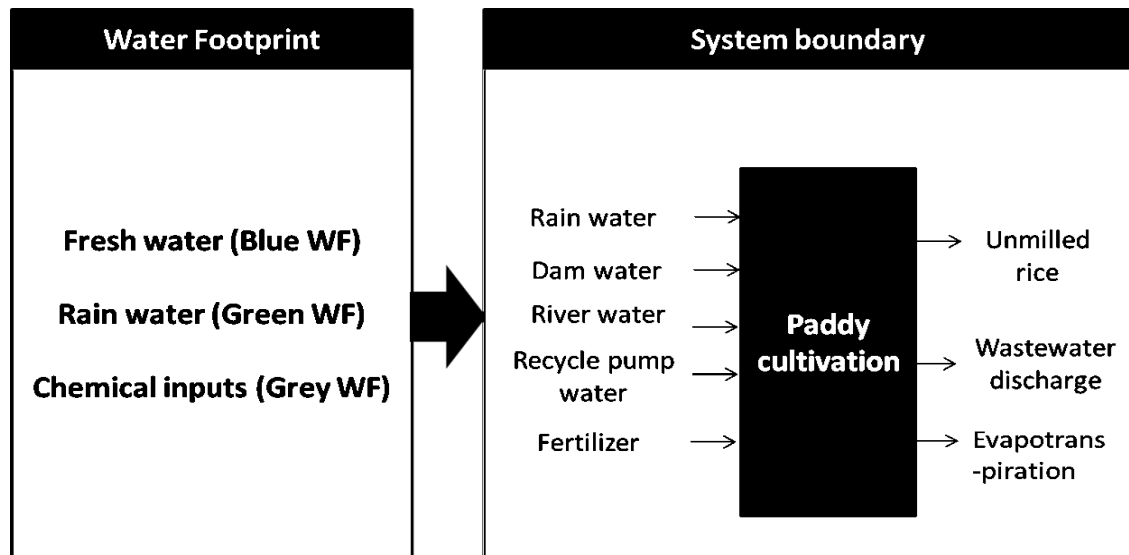 Water Footprint
Fresh water (Blue WF)
Rain water (Green WF)
Chemical inputs (Grey WF)
System boundary
Rain water
Dam water
River water
Recycle pump
water
Fertilizer
Paddy
cultivation
Unmilled
rice
Wastewater
discharge
Evapotrans
-piration